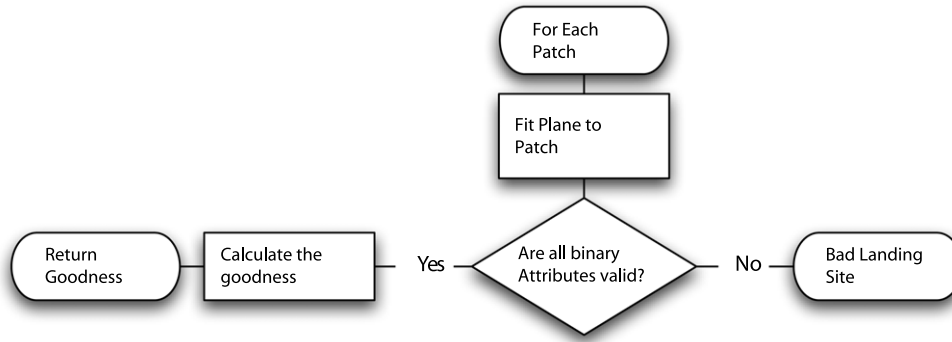 For Each
Patch
Fit Plane to
Patch
Are all binary
Attributes valid?
Yes
Calculate the
goodness
Return
Goodness
No
Bad Landing
Site